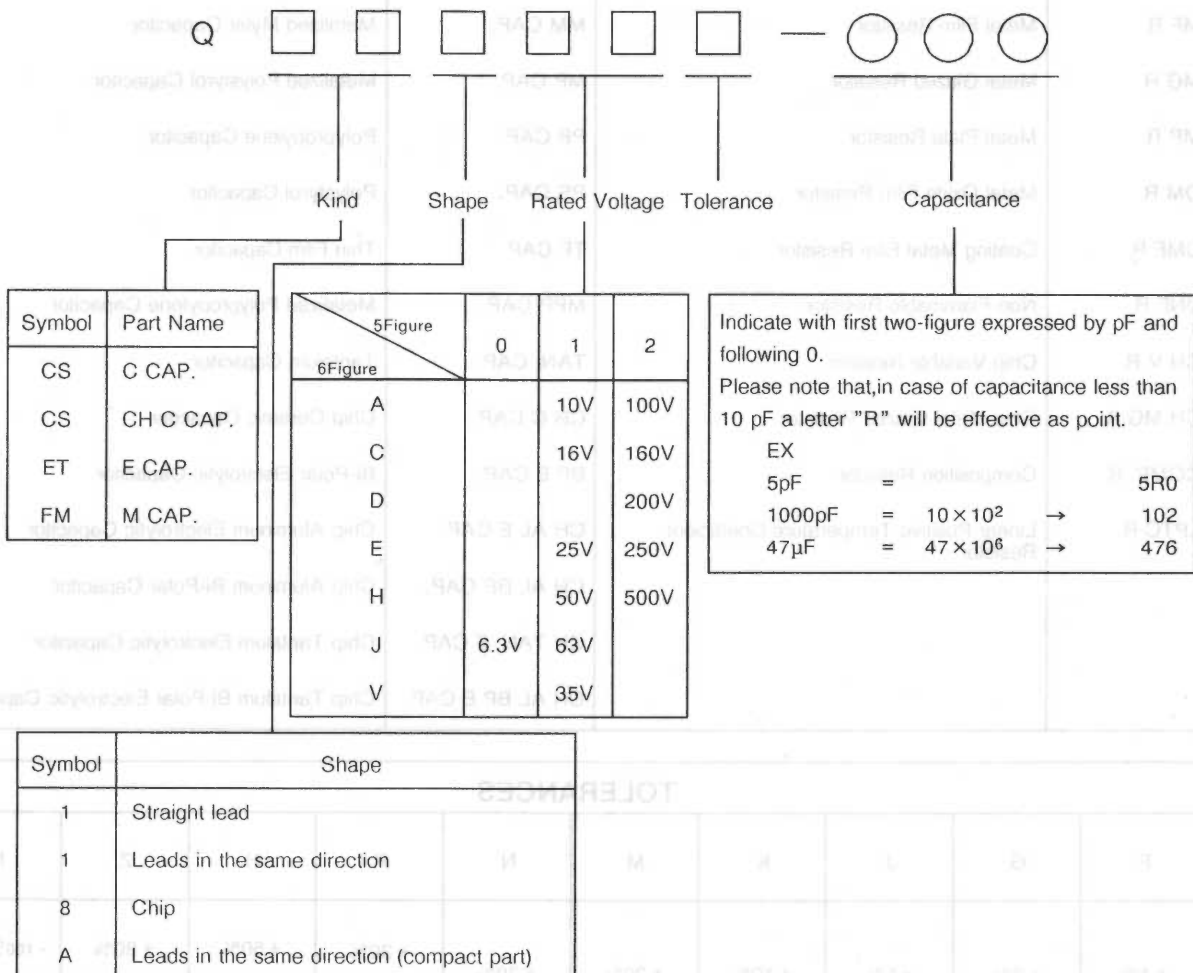 Q — 
Kind Shape Rated Voltage Tolerance Capacitance
Symbol Part Name
CS C CAP.
CS CH C CAP.
ET E CAP.
FM M CAP.
5Figure
6Figure
0 1 2
A 10V 100V
C 16V 160V
D 200V
E 25V 250V
H 50V 500V
J 6.3V 63V
V 35V
Indicate with first two-figure expressed by pF and
following 0.
Please note that,in case of capacitance less than
10 pF a letter "R" will be effective as point.
EX
5pF = 5R0
1000pF = 10×10² → 102
47µF = 47×10⁶ → 476
Symbol Shape
1 Straight lead
1 Leads in the same direction
8 Chip
A Leads in the same direction (compact part)